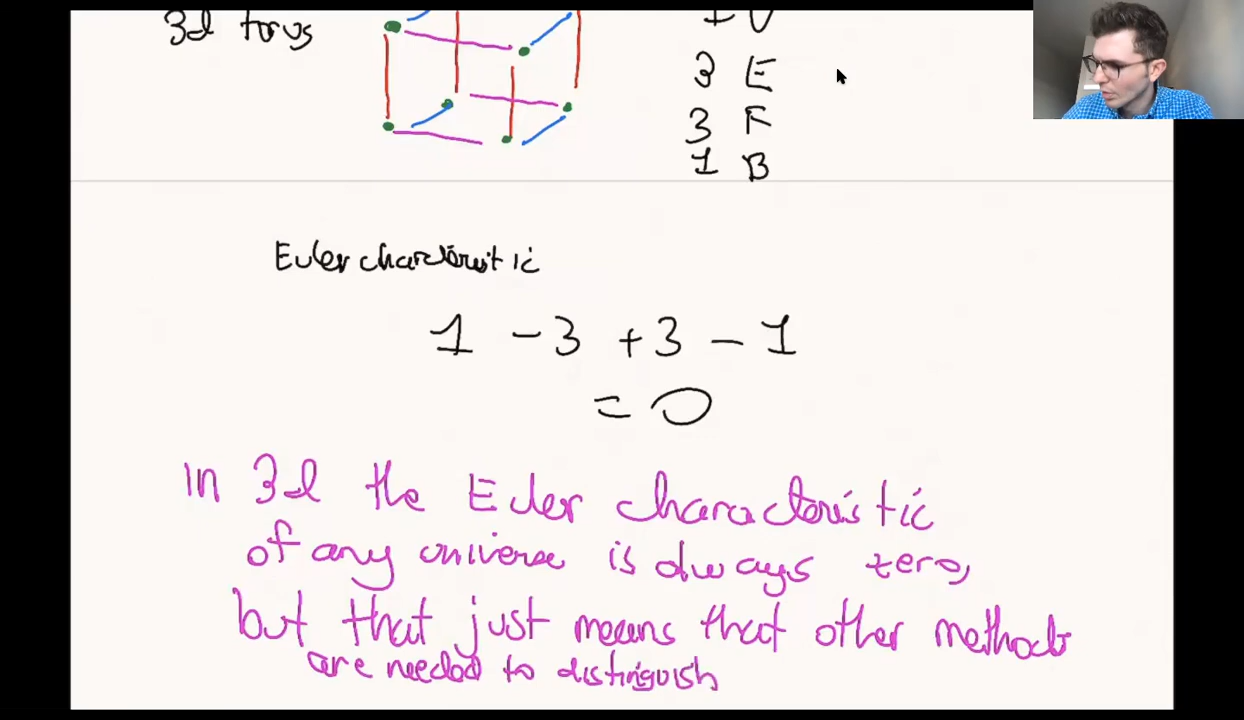 3d torus
1 V
3 E
3 F
1 B
Euler characteristic
1 - 3 + 3 - 1
= 0
In 3d the Euler characteristic
of any universe is always zero,
but that just means that other methods
are needed to distinguish